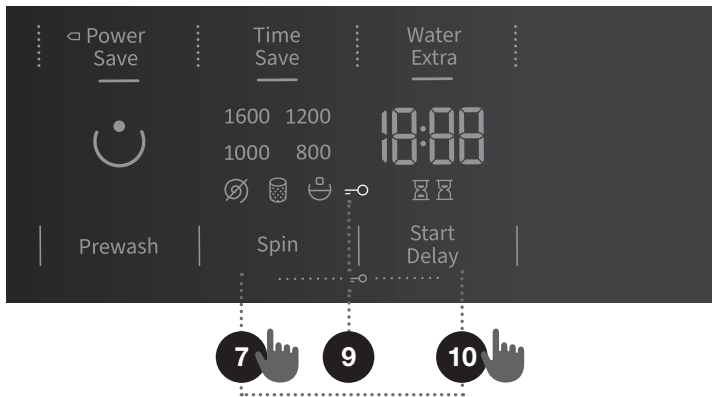 Power
Save
Time
Save
Water
Extra
1600 1200
1000 800
18:88
Prewash
Spin
Start
Delay
7
9
10